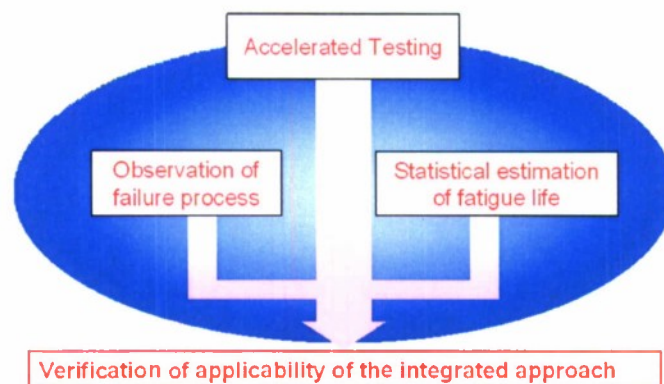 Accelerated Testing
Observation of
failure process
Statistical estimation
of fatigue life
Verification of applicability of the integrated approach